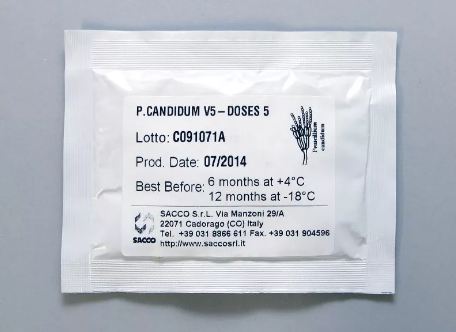 P.CANDIDUM V5 – DOSES 5
Lotto: C091071A
Prod. Date: 07/2014
Best Before: 6 months at +4°C
12 months at -18°C
Penicillium
candidum
SACCO
SACCO S.r.L. Via Manzoni 29/A
22071 Cadorago (CO) Italy
Tel. +39 031 8866 611 Fax. +39 031 904596
http://www.saccosrl.it